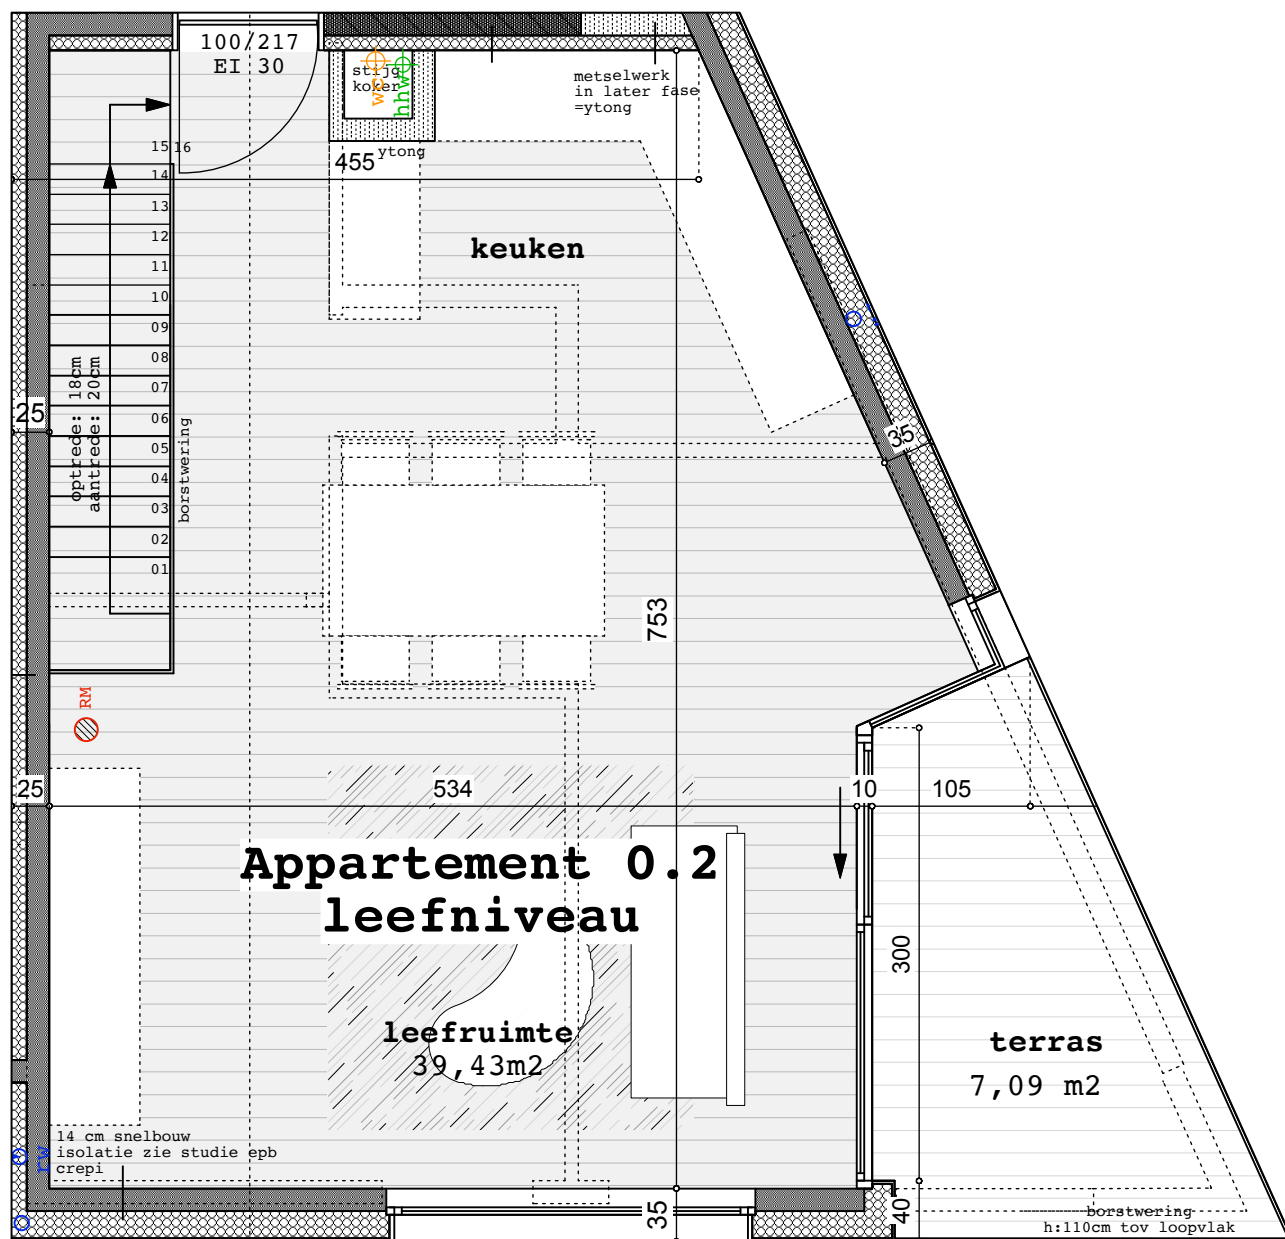 100/217
EI 30
stijg
koker
wc
hhw
metselwerk
in later fase
=ytong
ytong
455
keuken
16
15
14
13
12
11
10
09
08
07
06
05
04
03
02
01
optrede: 18cm
aantrede: 20cm
borstwering
25
35
753
RM
25
534
10
105
Appartement 0.2
leefniveau
300
leefruimte
39,43m2
terras
7,09 m2
14 cm snelbouw
isolatie zie studie epb
crepi
rw
35
40
borstwering
h:110cm tov loopvlak